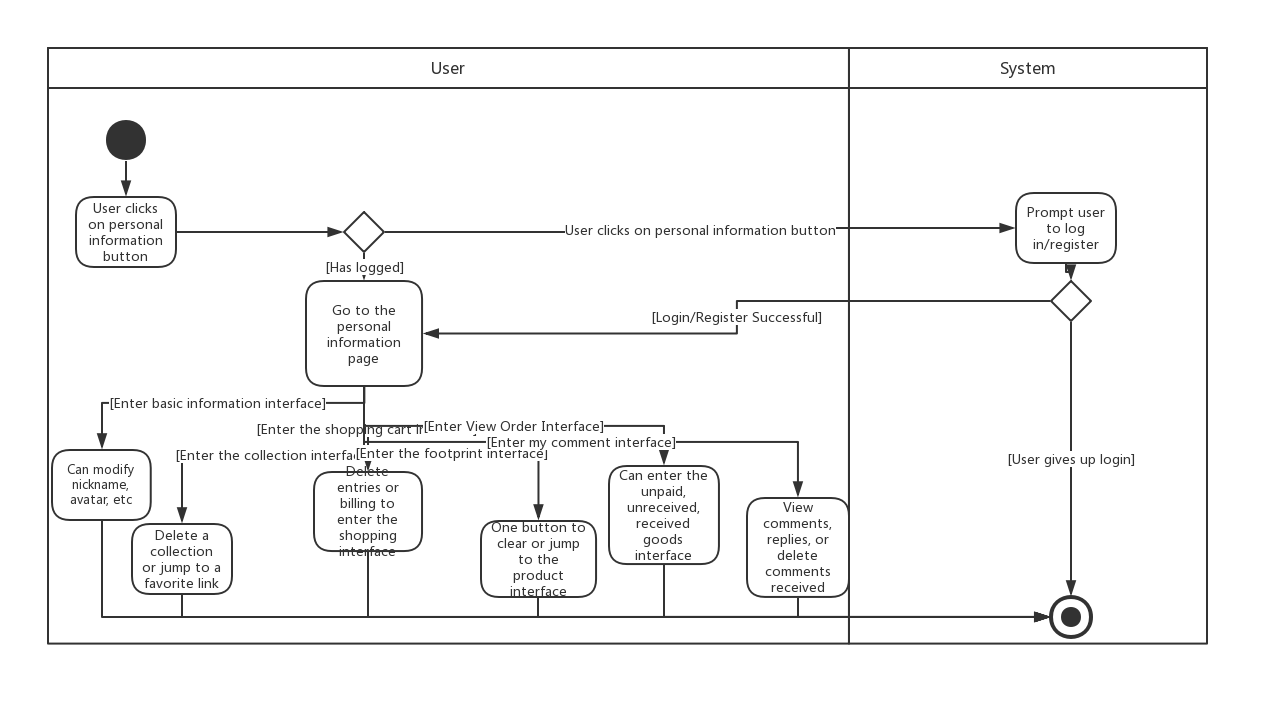 User
System
User clicks
on personal
information
button
User clicks on personal information button
Prompt user
to log
in/register
[Has logged]
Go to the
personal
information
page
[Login/Register Successful]
[Enter basic information interface]
[Enter the shopping cart
[Enter View Order Interface]
[Enter my comment interface]
[Enter the collection
[Enter the footprint interface]
[User gives up login]
Can modify
nickname,
avatar, etc
Delete a
collection
or jump to a
favorite link
Delete
entries or
billing to
enter the
shopping
interface
One button to
clear or jump
to the
product
interface
Can enter the
unpaid,
unreceived,
received
goods
interface
View
comments,
replies, or
delete
comments
received